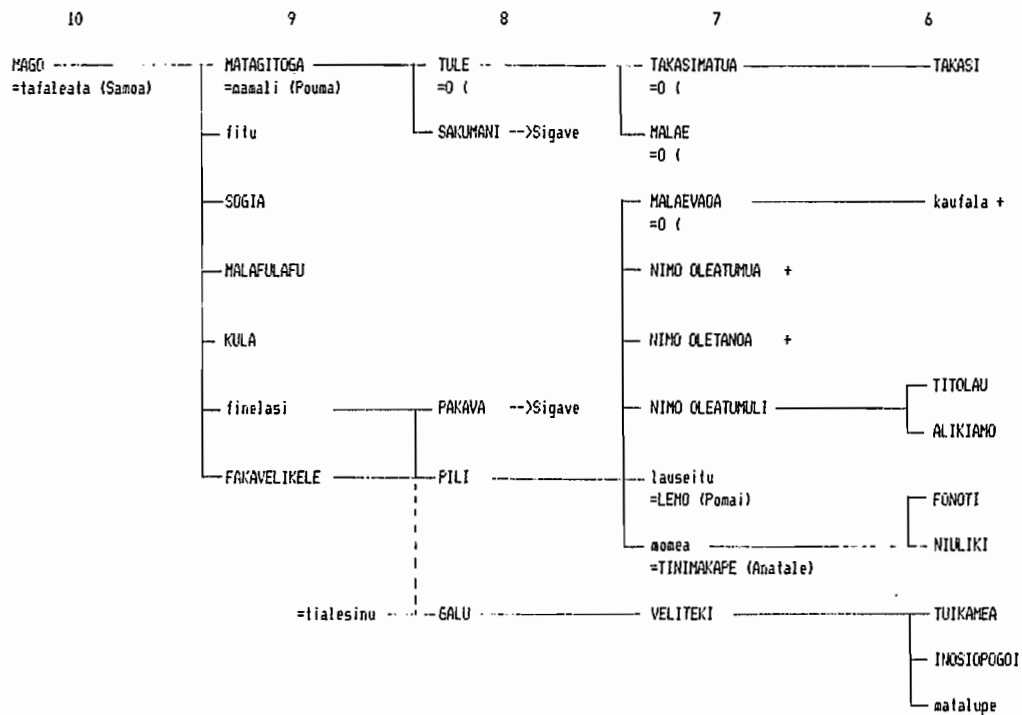 10 9 8 7 6
MAGO MATAGITOGA TULE TAKASIMATUA TAKASI
=tafaleata (Samoa) =mamali (Pouma) =0 ( =0 (
fitu SAKUMANI -->Sigave MALAE
=0 (
SOGIA MALAEVAOA kaufala +
=0 (
MALAFULAFU NIMO OLEATUMUA +
KULA NIMO OLETANOA +
TITOLAU
finelasi PAKAVA -->Sigave NIMO OLEATUMULI
ALIKIAMO
FAKAVELIKELE PILI lauseitu
=LEMO (Pomai) FONOTI
momea NIULIKI
=TINIMAKAPE (Anatale)
=tialesinu GALU VELITEKI TUIKAMEA
INOSIOPOGOI
matalupe